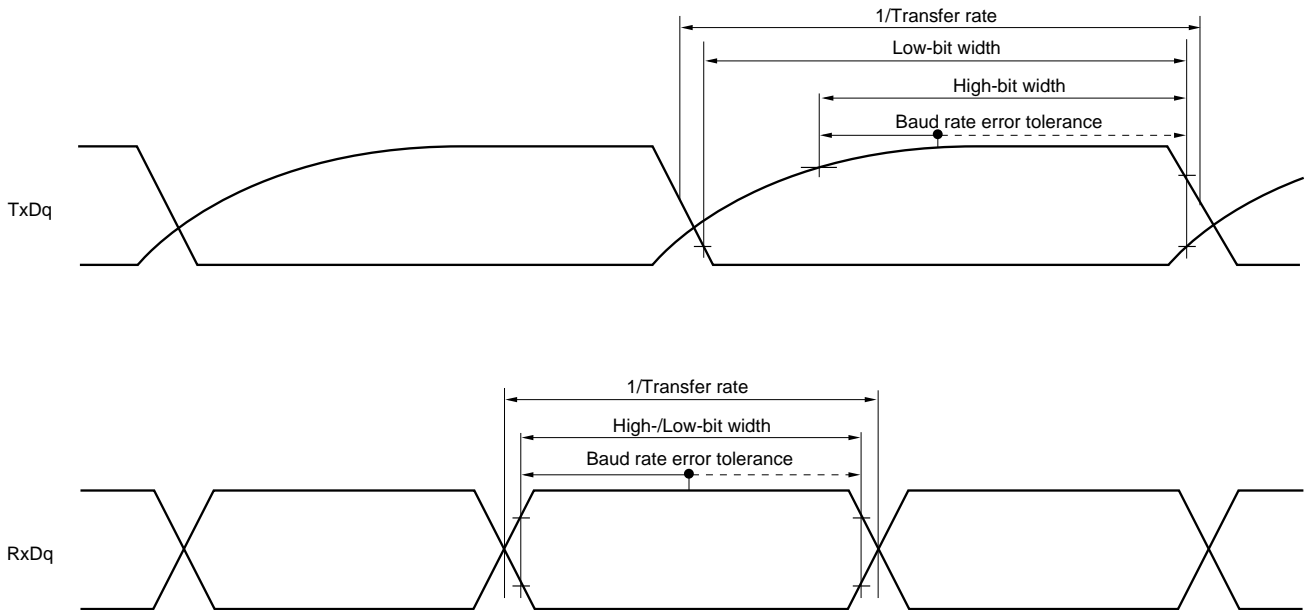 1/Transfer rate
Low-bit width
High-bit width
Baud rate error tolerance
TxDq
1/Transfer rate
High-/Low-bit width
Baud rate error tolerance
RxDq